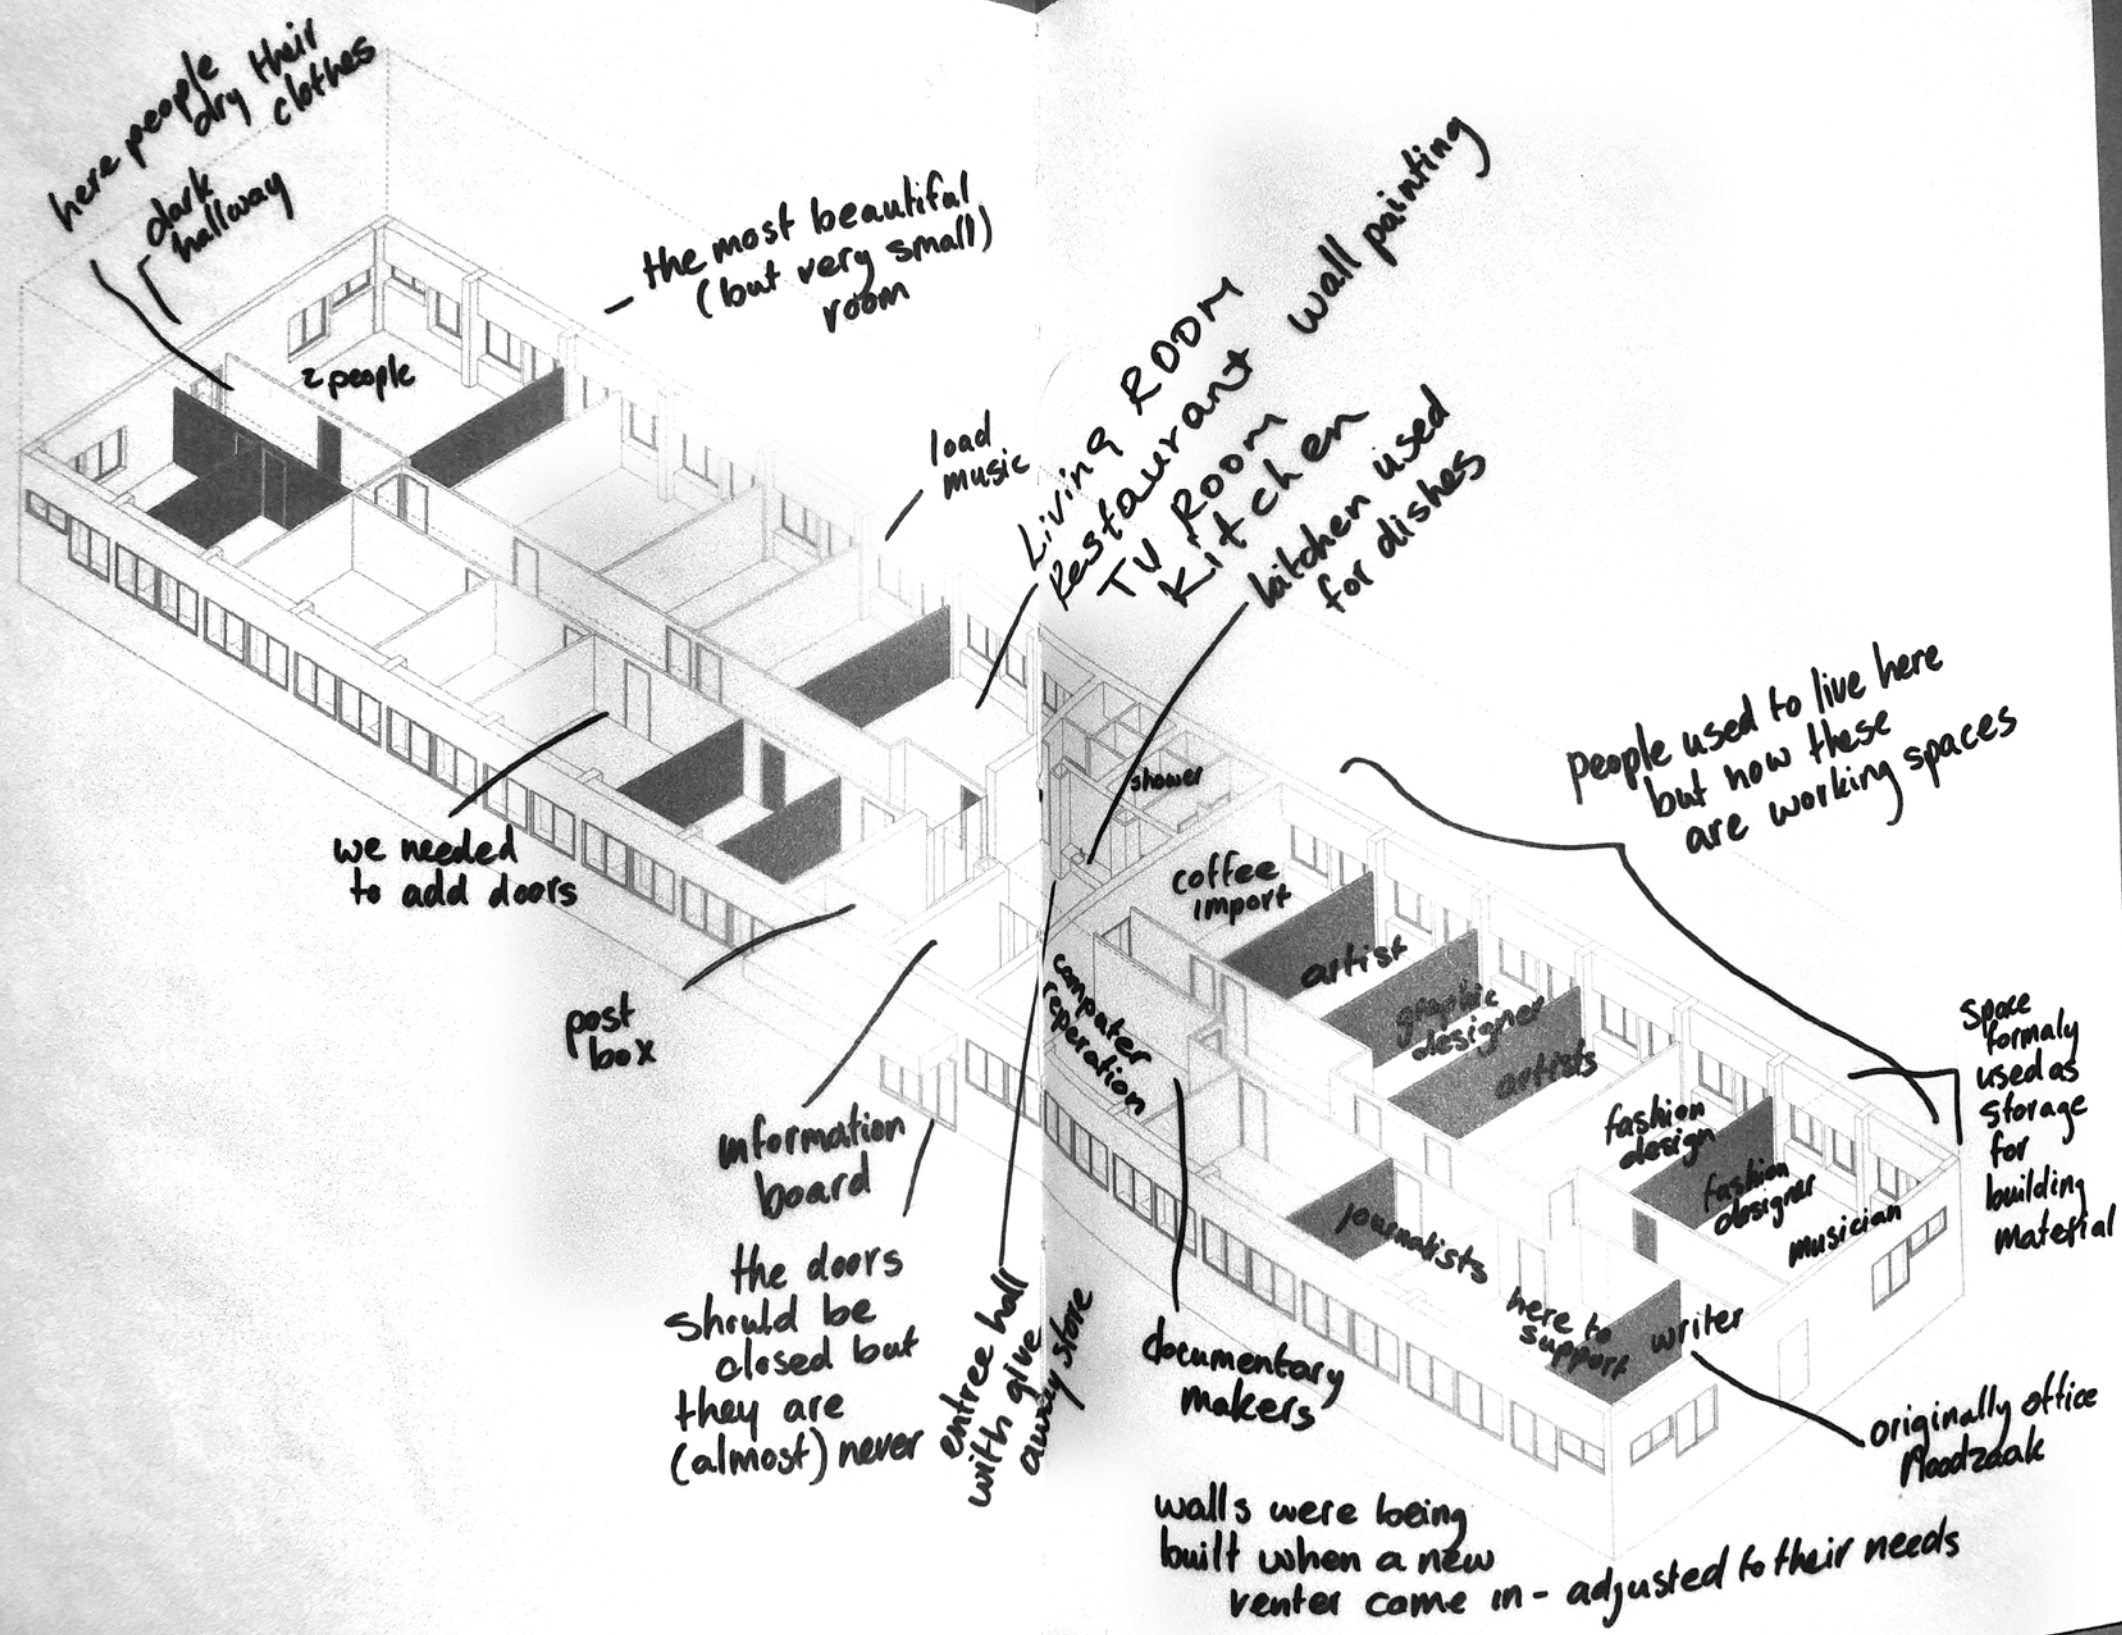 here people
dry their
clothes
dark
hallway
the most beautiful
(but very small)
room
2 people
load
music
Living ROOM
Restaurant
TV ROOM
Kitchen
wall painting
kitchen used
for dishes
shower
people used to live here
but now these
are working spaces
we needed
to add doors
post
box
information
board
the doors
should be
closed but
they are
(almost) never
entree hall
with give
away store
coffee
import
artist
graphic
designer
artists
fashion
design
fashion
designer
musician
space
formaly
used as
storage
for
building
material
computer
reperation
documentary
makers
journalists
here to
support
writer
originally office
Noodzaak
walls were being
built when a new
renter came in - adjusted to their needs